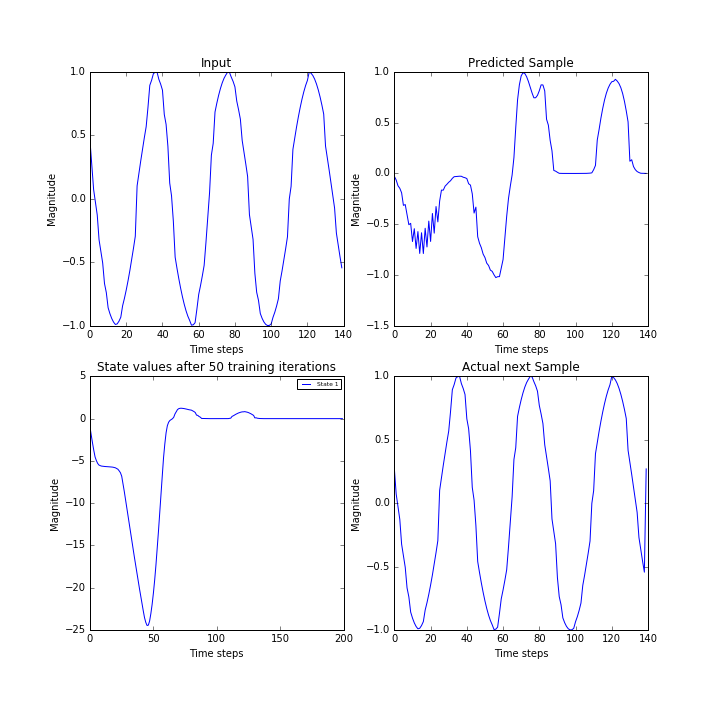 Input
Magnitude
1.0
0.5
0.0
−0.5
−1.0
0 20 40 60 80 100 120 140
Time steps
Predicted Sample
Magnitude
1.0
0.5
0.0
−0.5
−1.0
−1.5
0 20 40 60 80 100 120 140
Time steps
State values after 50 training iterations
Magnitude
5
0
−5
−10
−15
−20
−25
State 1
0 50 100 150 200
Time steps
Actual next Sample
Magnitude
1.0
0.5
0.0
−0.5
−1.0
0 20 40 60 80 100 120 140
Time steps